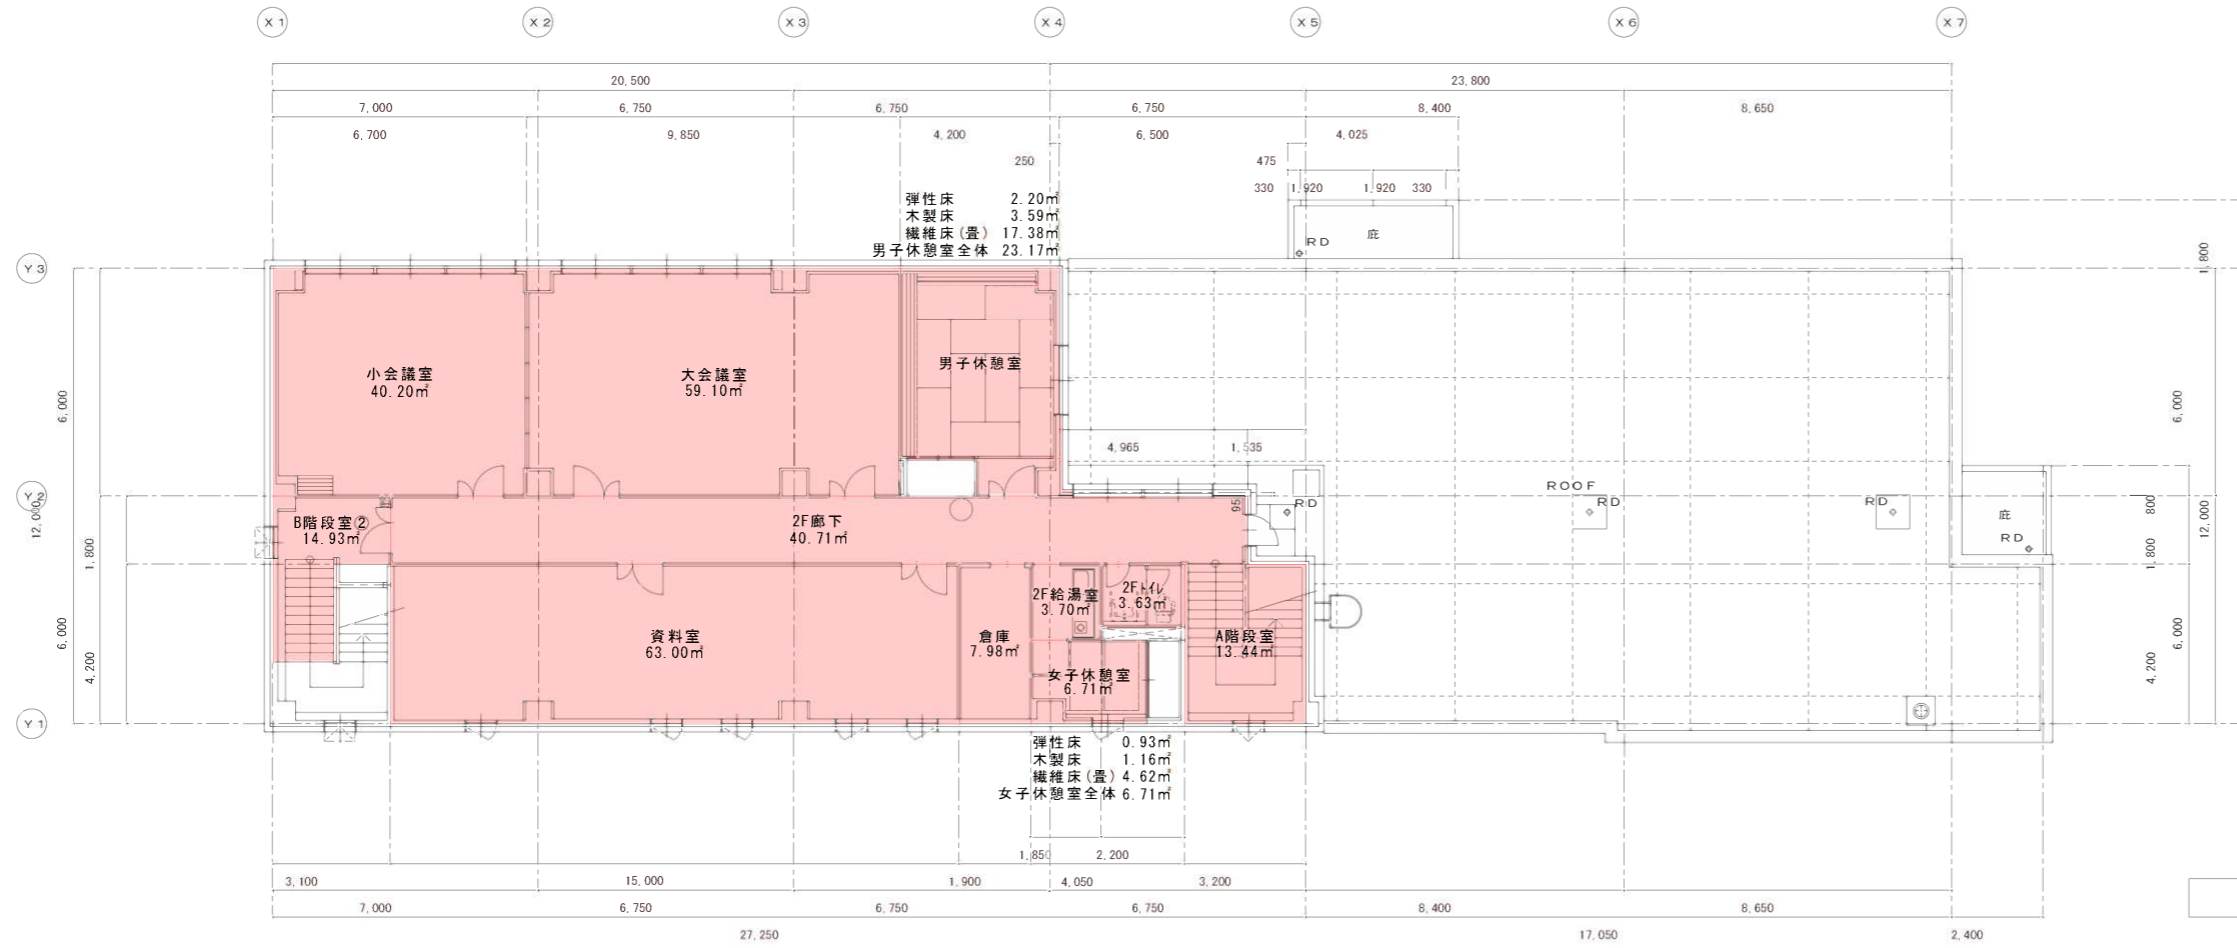 X1 X2 X3 X4 X5 X6 X7
20,500 23,800
7,000 6,750 6,750 6,750 8,400 8,650
6,700 9,850 4,200 6,500 4,025
250 475
330 1,920 1,920 330
弾性床 2.20㎡
木製床 3.59㎡
繊維床(畳) 17.38㎡
男子休憩室全体 23.17㎡
RD
庇
Y3
1,800
小会議室
40.20㎡
大会議室
59.10㎡
男子休憩室
6,000
6,000
4,965 1,535
Y2
12,000
B階段室2
14.93㎡
2F廊下
40.71㎡
95
RD
ROOF
RD
RD
庇
RD
800
12,000
1,800
1,800
2F給湯室
3.70㎡
2Fトイレ
3.63㎡
資料室
63.00㎡
倉庫
7.98㎡
A階段室
13.44㎡
女子休憩室
6.71㎡
6,000
4,200
6,000
4,200
Y1
弾性床 0.93㎡
木製床 1.16㎡
繊維床(畳) 4.62㎡
女子休憩室全体 6.71㎡
1,850 2,200
3,100 15,000 1,900 4,050 3,200
7,000 6,750 6,750 6,750 8,400 8,650
27,250 17,050 2,400